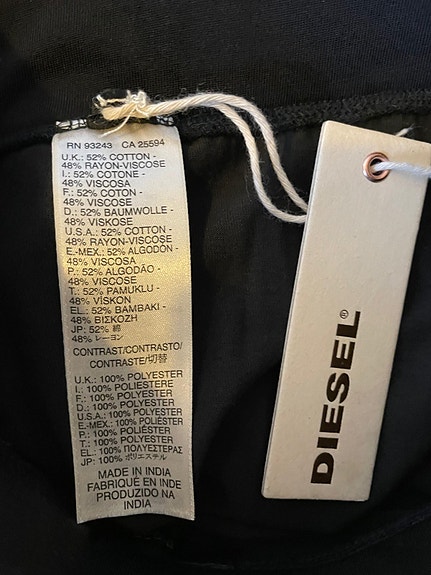 RN 93243 CA 25594
U.K.: 52% COTTON -
48% RAYON-VISCOSE
I.: 52% COTONE -
48% VISCOSA
F.: 52% COTON -
48% VISCOSE
D.: 52% BAUMWOLLE -
48% VISKOSE
U.S.A.: 52% COTTON -
48% RAYON-VISCOSE
E.-MEX.: 52% ALGODON -
48% VISCOSA
P.: 52% ALGODÃO -
48% VISCOSA
T.: 52% PAMUKLU -
48% VİSKON
EL.: 52% BAMBAKI -
48% ΒΙΣΚΟΖΗ
JP: 52% 綿
48% レーヨン
CONTRAST/CONTRASTO/
CONTRASTE/切替
U.K.: 100% POLYESTER
I.: 100% POLIESTERE
F.: 100% POLYESTER
D.: 100% POLYESTER
U.S.A.: 100% POLYESTER
E.-MEX.: 100% POLIÉSTER
P.: 100% POLIÉSTER
T.: 100% POLYESTER
EL.: 100% ΠΟΛΥΕΣΤΕΡΑΣ
JP: 100% ポリエステル
MADE IN INDIA
FABRIQUÉ EN INDE
PRODUZIDO NA
INDIA
DIESEL®